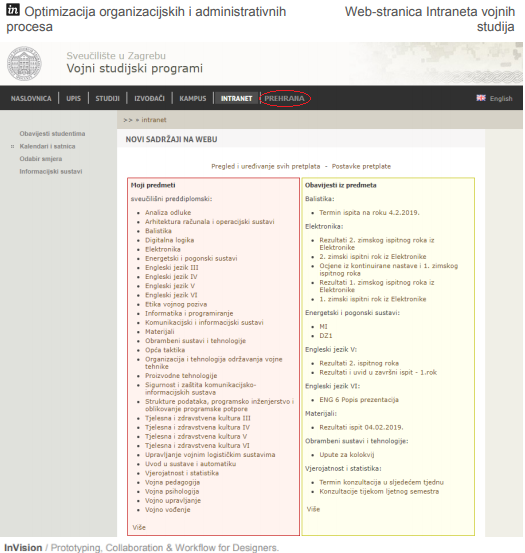 in Optimizacija organizacijskih i administrativnih procesa
Web-stranica Intraneta vojnih studija
Sveučilište u Zagrebu
Vojni studijski programi
NASLOVNICA | UPIS | STUDIJI | IZVOĐAČI | KAMPUS | INTRANET | PREHRANA
English
Obavijesti studentima
Kalendari i satnica
Odabir smjera
Informacijski sustavi
>> • intranet
NOVI SADRŽAJI NA WEBU
Pregled i uređivanje svih pretplata - Postavke pretplate
Moji predmeti
sveučilišni preddiplomski:
• Analiza odluke
• Arhitektura računala i operacijski sustavi
• Balistika
• Digitalna logika
• Elektronika
• Energetski i pogonski sustavi
• Engleski jezik III
• Engleski jezik IV
• Engleski jezik V
• Engleski jezik VI
• Etika vojnog poziva
• Informatika i programiranje
• Komunikacijski i informacijski sustavi
• Materijali
• Obrambeni sustavi i tehnologije
• Opća taktika
• Organizacija i tehnologija održavanja vojne
tehnike
• Proizvodne tehnologije
• Sigurnost i zaštita komunikacijsko-
informacijskih sustava
• Strukture podataka, programsko inženjerstvo i
oblikovanje programske potpore
• Tjelesna i zdravstvena kultura III
• Tjelesna i zdravstvena kultura IV
• Tjelesna i zdravstvena kultura V
• Tjelesna i zdravstvena kultura VI
• Upravljanje vojnim logističkim sustavima
• Uvod u sustave i automatiku
• Vjerojatnost i statistika
• Vojna pedagogija
• Vojna psihologija
• Vojno upravljanje
• Vojno vođenje
Više
Obavijesti iz predmeta
Balistika:
• Termin ispita na roku 4.2.2019.
Elektronika:
• Rezultati 2. zimskog ispitnog roka iz
Elektronike
• 2. zimski ispitni rok iz Elektronike
• Ocjene iz kontinuirane nastave i 1. zimskog
ispitnog roka
• Rezultati 1. zimskog ispitnog roka iz
Elektronike
• 1. zimski ispitni rok iz Elektronike
Energetski i pogonski sustavi:
• MI
• DZ1
Engleski jezik V:
• Rezultati 2. ispitnog roka
• Rezultati i uvid u završni ispit - 1.rok
Engleski jezik VI:
• ENG 6 Popis prezentacija
Materijali:
• Rezultati ispit 04.02.2019.
Obrambeni sustavi i tehnologije:
• Upute za kolokvij
Vjerojatnost i statistika:
• Termin konzultacija u sljedećem tjednu
• Konzultacije tijekom ljetnog semestra
Više
InVision / Prototyping, Collaboration & Workflow for Designers.